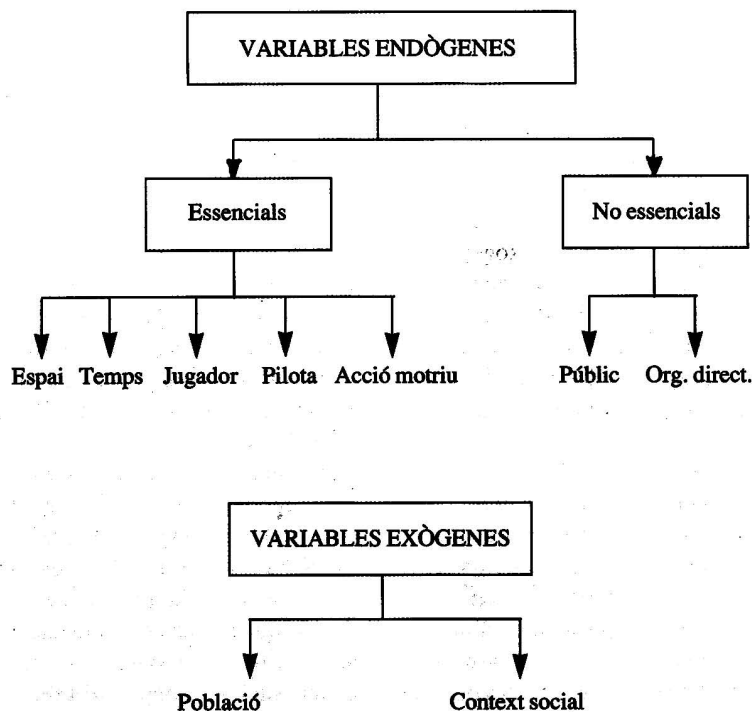 VARIABLES ENDÒGENES
Essencials
No essencials
Espai Temps Jugador Pilota Acció motriu
Públic Org. direct.
VARIABLES EXÒGENES
Població
Context social